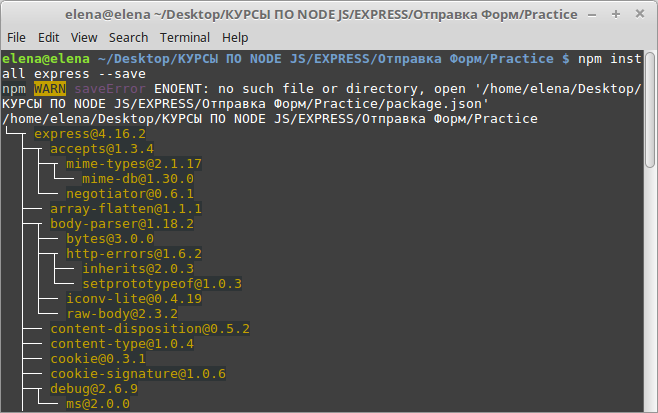 elena@elena ~/Desktop/КУРСЫ ПО NODE JS/EXPRESS/Отправка Форм/Practice
File Edit View Search Terminal Help
elena@elena ~/Desktop/КУРСЫ ПО NODE JS/EXPRESS/Отправка Форм/Practice $ npm inst
all express --save
npm WARN saveError ENOENT: no such file or directory, open '/home/elena/Desktop/
КУРСЫ ПО NODE JS/EXPRESS/Отправка Форм/Practice/package.json'
/home/elena/Desktop/КУРСЫ ПО NODE JS/EXPRESS/Отправка Форм/Practice
└─┬ express@4.16.2
  ├─┬ accepts@1.3.4
  │ ├─┬ mime-types@2.1.17
  │ │ └── mime-db@1.30.0
  │ └── negotiator@0.6.1
  ├── array-flatten@1.1.1
  ├─┬ body-parser@1.18.2
  │ ├── bytes@3.0.0
  │ ├─┬ http-errors@1.6.2
  │ │ ├── inherits@2.0.3
  │ │ └── setprototypeof@1.0.3
  │ ├── iconv-lite@0.4.19
  │ └── raw-body@2.3.2
  ├── content-disposition@0.5.2
  ├── content-type@1.0.4
  ├── cookie@0.3.1
  ├── cookie-signature@1.0.6
  ├─┬ debug@2.6.9
  │ └── ms@2.0.0